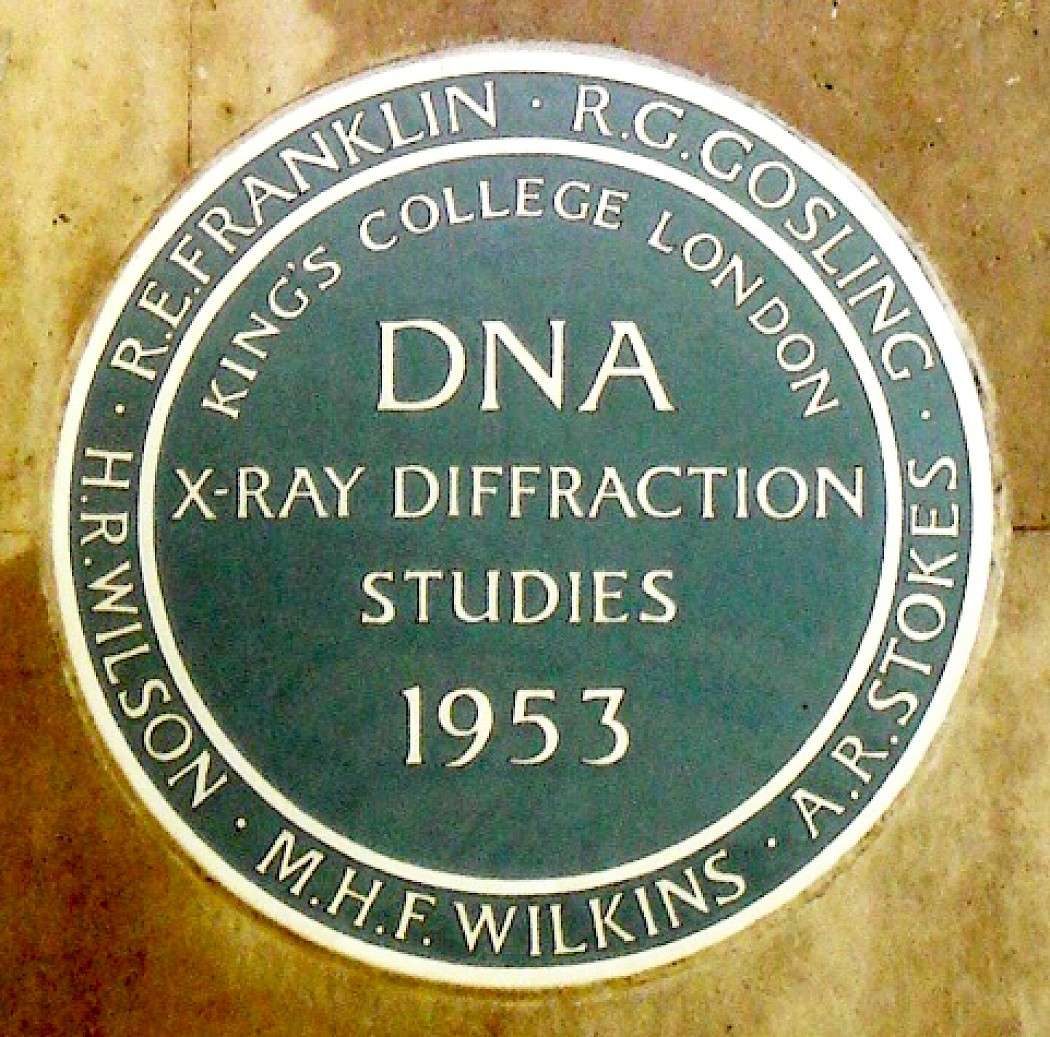 R.E.FRANKLIN · R.G.GOSLING · A.R.STOKES · M.H.F.WILKINS · H.R.WILSON ·
KING'S COLLEGE LONDON
DNA
X-RAY DIFFRACTION
STUDIES
1953